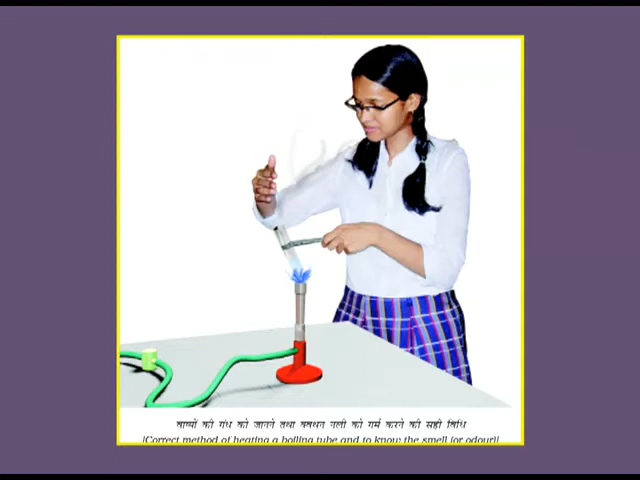 वाष्पों की गंध को जानने तथा क्वथन नली को गर्म करने की सही विधि
[Correct method of heating a boiling tube and to know the smell (or odour)]